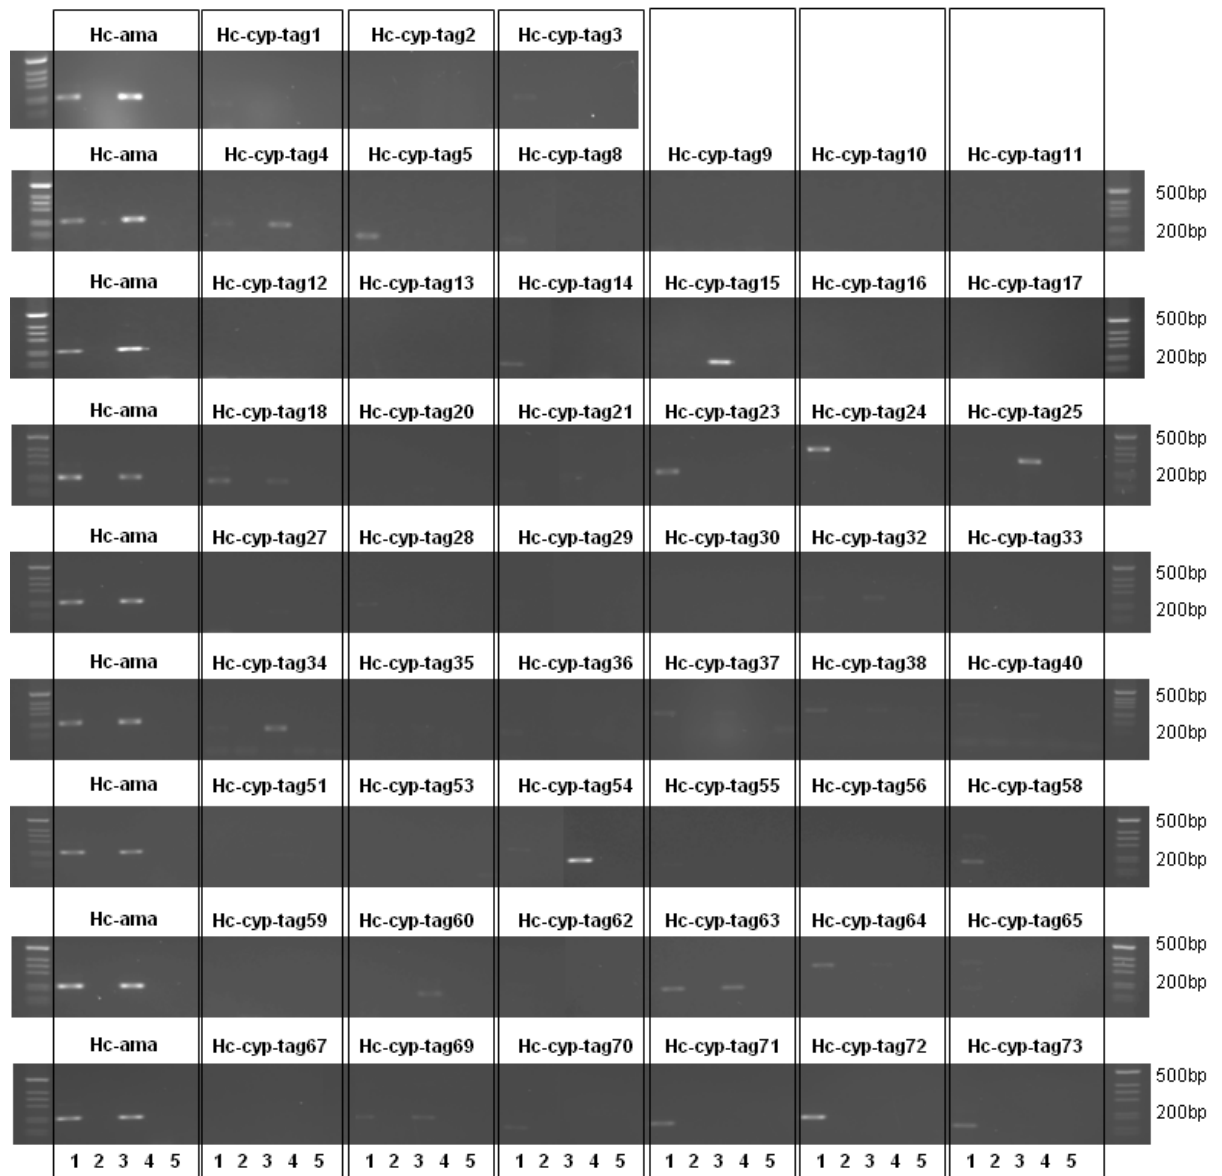 Hc-ama Hc-cyp-tag1 Hc-cyp-tag2 Hc-cyp-tag3
Hc-ama Hc-cyp-tag4 Hc-cyp-tag5 Hc-cyp-tag8 Hc-cyp-tag9 Hc-cyp-tag10 Hc-cyp-tag11
500bp
200bp
Hc-ama Hc-cyp-tag12 Hc-cyp-tag13 Hc-cyp-tag14 Hc-cyp-tag15 Hc-cyp-tag16 Hc-cyp-tag17
500bp
200bp
Hc-ama Hc-cyp-tag18 Hc-cyp-tag20 Hc-cyp-tag21 Hc-cyp-tag23 Hc-cyp-tag24 Hc-cyp-tag25
500bp
200bp
Hc-ama Hc-cyp-tag27 Hc-cyp-tag28 Hc-cyp-tag29 Hc-cyp-tag30 Hc-cyp-tag32 Hc-cyp-tag33
500bp
200bp
Hc-ama Hc-cyp-tag34 Hc-cyp-tag35 Hc-cyp-tag36 Hc-cyp-tag37 Hc-cyp-tag38 Hc-cyp-tag40
500bp
200bp
Hc-ama Hc-cyp-tag51 Hc-cyp-tag53 Hc-cyp-tag54 Hc-cyp-tag55 Hc-cyp-tag56 Hc-cyp-tag58
500bp
200bp
Hc-ama Hc-cyp-tag59 Hc-cyp-tag60 Hc-cyp-tag62 Hc-cyp-tag63 Hc-cyp-tag64 Hc-cyp-tag65
500bp
200bp
Hc-ama Hc-cyp-tag67 Hc-cyp-tag69 Hc-cyp-tag70 Hc-cyp-tag71 Hc-cyp-tag72 Hc-cyp-tag73
500bp
200bp
1 2 3 4 5 1 2 3 4 5 1 2 3 4 5 1 2 3 4 5 1 2 3 4 5 1 2 3 4 5 1 2 3 4 5